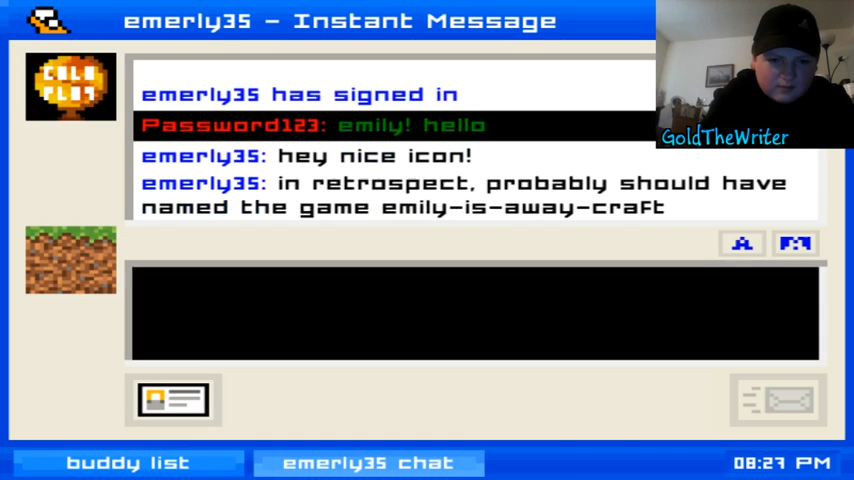 emerly35 - Instant Message
COLD
PLAY
emerly35 has signed in
Password123: emily! hello
emerly35: hey nice icon!
emerly35: in retrospect, probably should have
named the game emily-is-away-craft
GoldTheWriter
A
buddy list
emerly35 chat
08:27 PM